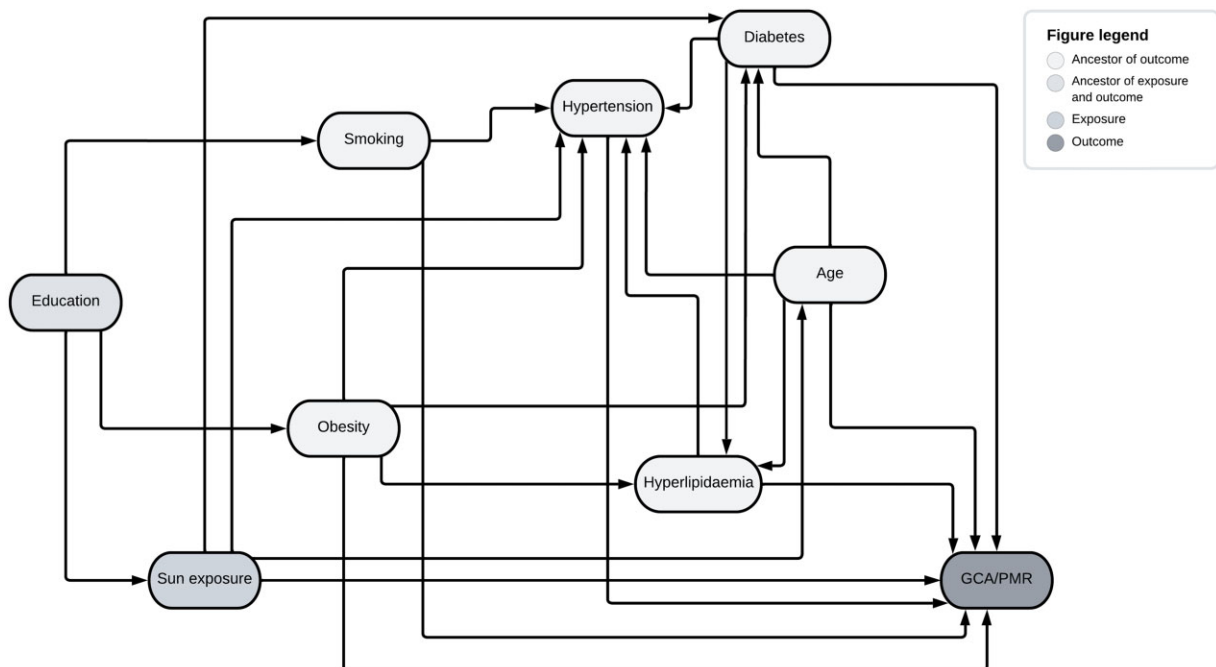 Diabetes
Figure legend
Ancestor of outcome
Ancestor of exposure
and outcome
Exposure
Outcome
Hypertension
Smoking
Age
Education
Obesity
Hyperlipidaemia
Sun exposure
GCA/PMR